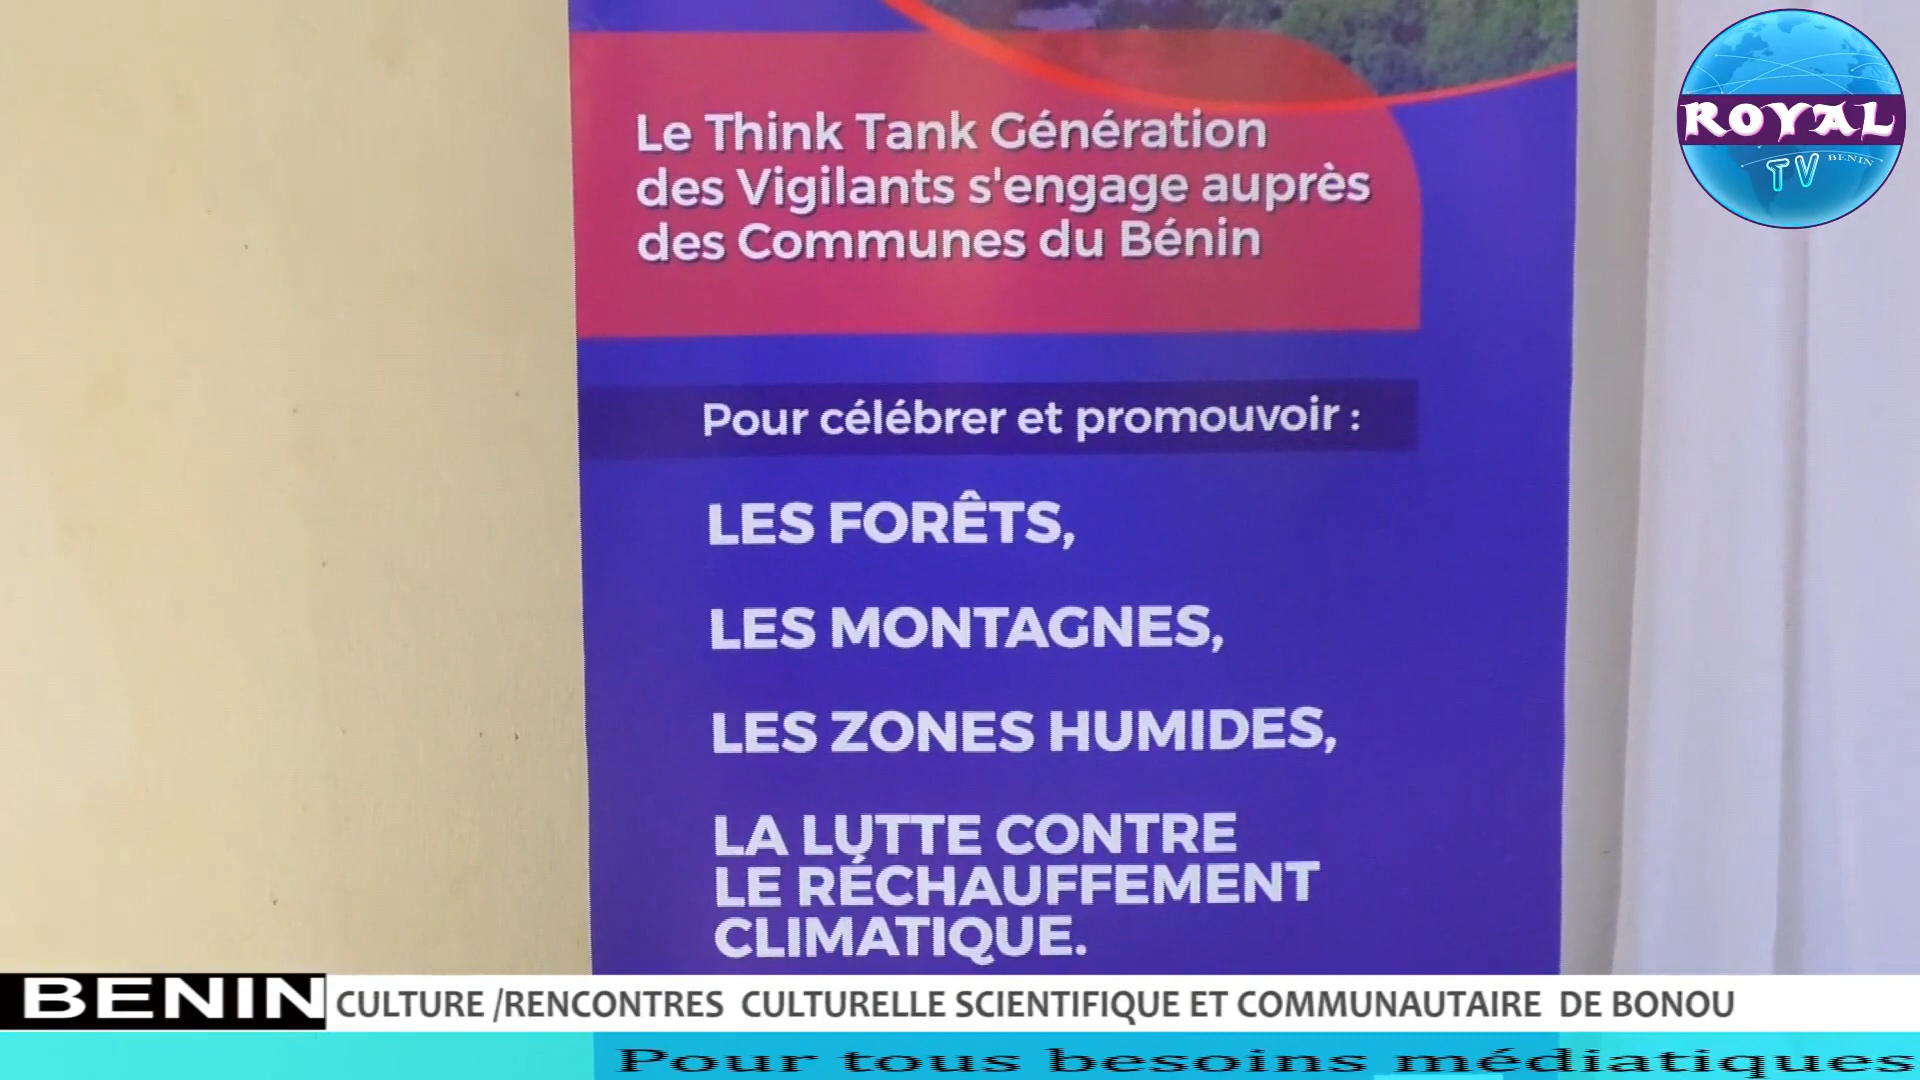 ROYAL
TV BENIN
Le Think Tank Génération
des Vigilants s'engage auprès
des Communes du Bénin
Pour célébrer et promouvoir :
LES FORÊTS,
LES MONTAGNES,
LES ZONES HUMIDES,
LA LUTTE CONTRE
LE RÉCHAUFFEMENT
CLIMATIQUE.
BENIN CULTURE /RENCONTRES CULTURELLE SCIENTIFIQUE ET COMMUNAUTAIRE DE BONOU
Pour tous besoins médiatiques